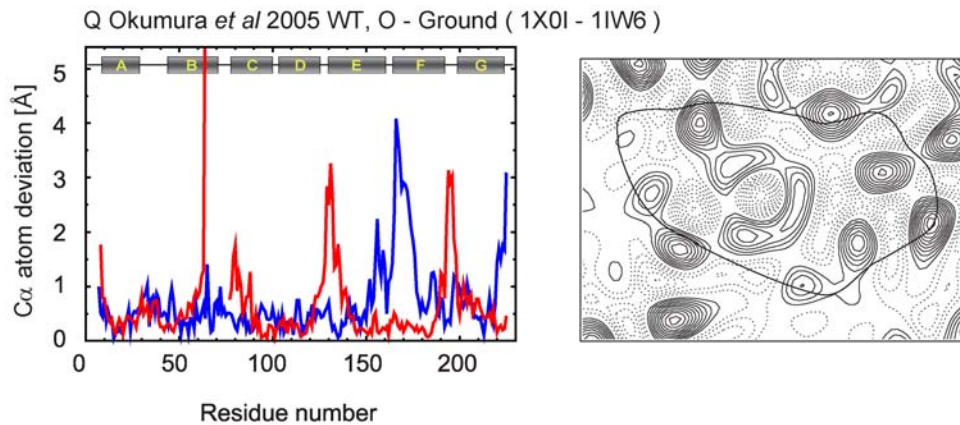 Q Okumura et al 2005 WT, O - Ground ( 1X0I - 1IW6 )
A B C D E F G
5
4
3
2
1
0
Cα atom deviation [Å]
0 50 100 150 200
Residue number